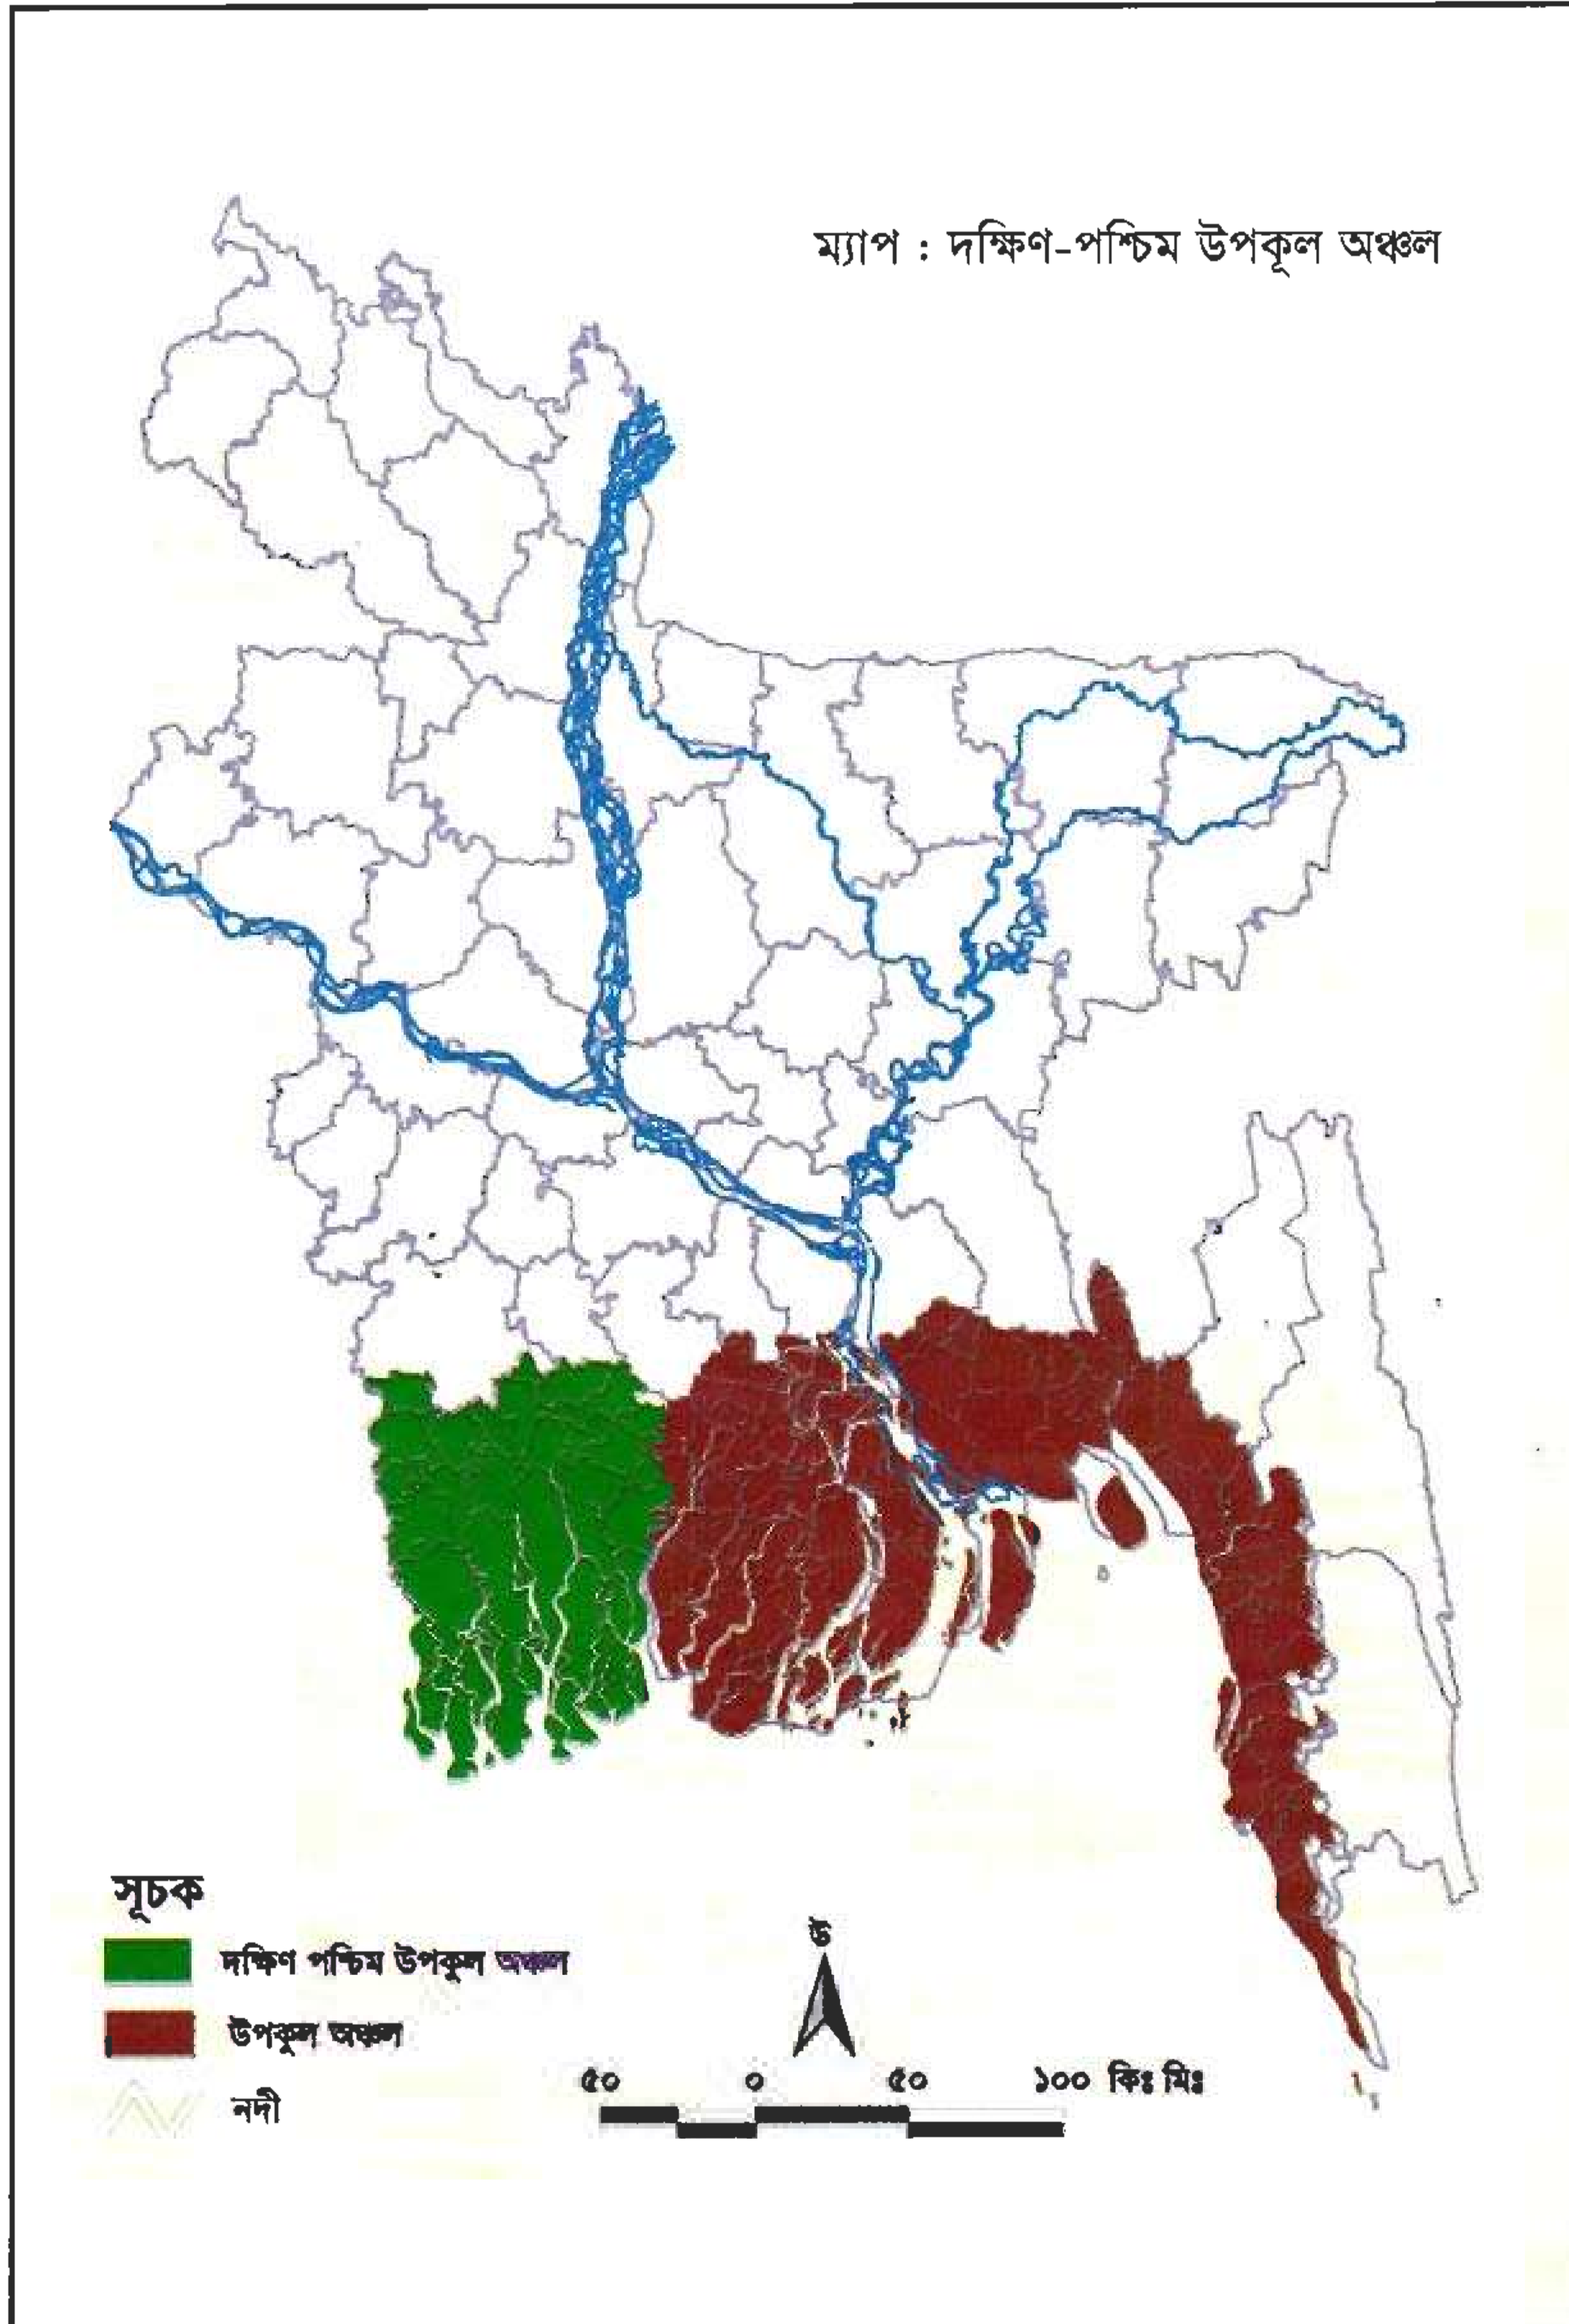 ম্যাপ : দক্ষিণ-পশ্চিম উপকূল অঞ্চল
সূচক
দক্ষিণ পশ্চিম উপকুল অঞ্চল
উপকুল অঞ্চল
নদী
উ
৫০ ০ ৫০ ১০০ কিঃ মিঃ